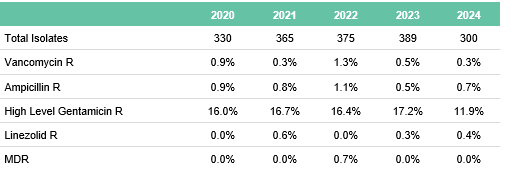 2020 2021 2022 2023 2024
Total Isolates 330 365 375 389 300
Vancomycin R 0.9% 0.3% 1.3% 0.5% 0.3%
Ampicillin R 0.9% 0.8% 1.1% 0.5% 0.7%
High Level Gentamicin R 16.0% 16.7% 16.4% 17.2% 11.9%
Linezolid R 0.0% 0.6% 0.0% 0.3% 0.4%
MDR 0.0% 0.0% 0.7% 0.0% 0.0%